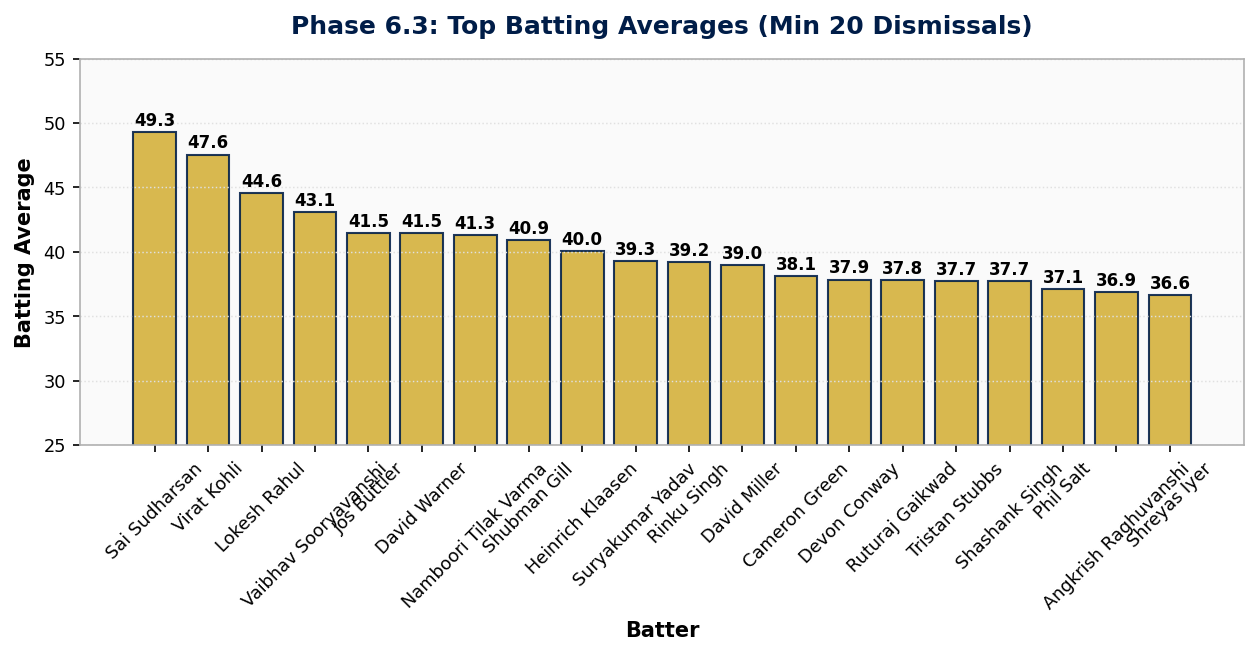 Phase 6.3: Top Batting Averages (Min 20 Dismissals)
Batting Average
55
50
45
40
35
30
25
49.3
47.6
44.6
43.1
41.5
41.5
41.3
40.9
40.0
39.3
39.2
39.0
38.1
37.9
37.8
37.7
37.7
37.1
36.9
36.6
Sai Sudharsan
Virat Kohli
Lokesh Rahul
Vaibhav Sooryavanshi
Jos Buttler
David Warner
Namboori Tilak Varma
Shubman Gill
Heinrich Klaasen
Suryakumar Yadav
Rinku Singh
David Miller
Cameron Green
Devon Conway
Ruturaj Gaikwad
Tristan Stubbs
Shashank Singh
Phil Salt
Angkrish Raghuvanshi
Shreyas Iyer
Batter